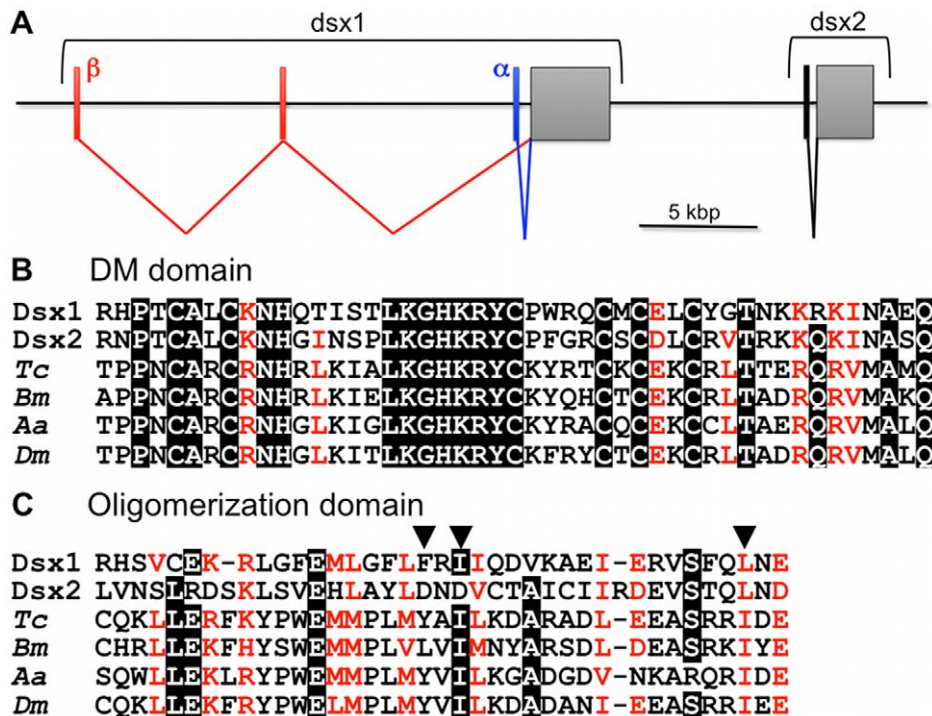 A
dsx1
dsx2
β
α
5 kbp
B DM domain
Dsx1 RHPTCALCKNHQTISTLKGHKRYCPWRQCMCELCYGTNKKRKINAEQ
Dsx2 RNPTCALCKNHGINSPLKGHKRYCPFGRCSCDLCRVTRKKQKINASQ
Tc TPPNCARCRNHRLKIALKGHKRYCKYRTCKCEKCRLTTERQRVMAMQ
Bm APPNCARCRNHRLKIELKGHKRYCKYQHCTCEKCRLTADRQRVMAKQ
Aa TPPNCARCRNHGLKIGLKGHKRYCKYRACQCEKCCLTAERQRVMALQ
Dm TPPNCARCRNHGLKITLKGHKRYCKFRYCTCEKCRLTADRQRVMALQ
C Oligomerization domain
Dsx1 RHSVCEK-RLGFEMLGFLFRIIQDVKAEI-ERVSFQLNE
Dsx2 LVNSLRDSKLSVEHLAYLDNDVCTAICIIRDEVSTQLND
Tc CQKLLERFKYPWEMMPLMYAILKDARADL-EEASRRIDE
Bm CHRLLEKFHYSWEMMPLVLVIMNYARSDL-DEASRKIYE
Aa SQWLLEKLRYPWEMMPLMYVILKGADGDV-NKARQRIDE
Dm CQKLLEKFRYPWEMMPLMYVILKDADANI-EEASRRIEE